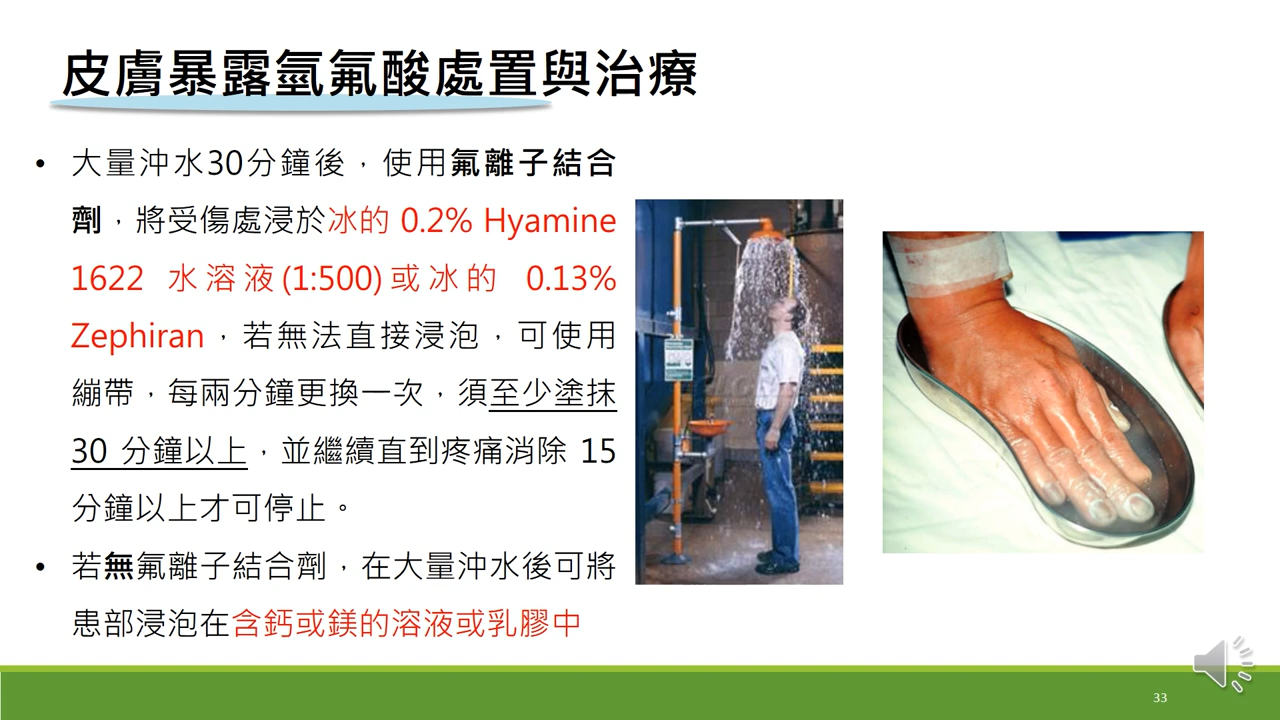 皮膚暴露氫氟酸處置與治療
• 大量沖水30分鐘後，使用氟離子結合
劑，將受傷處浸於冰的 0.2% Hyamine
1622 水溶液(1:500)或冰的 0.13%
Zephiran，若無法直接浸泡，可使用
繃帶，每兩分鐘更換一次，須至少塗抹
30 分鐘以上，並繼續直到疼痛消除 15
分鐘以上才可停止。
• 若無氟離子結合劑，在大量沖水後可將
患部浸泡在含鈣或鎂的溶液或乳膠中
33